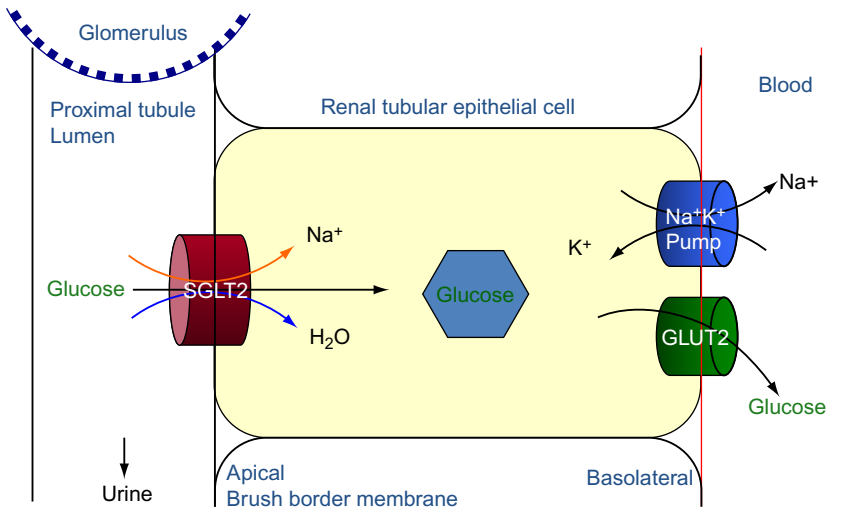 Glomerulus
Proximal tubule
Lumen
Renal tubular epithelial cell
Blood
Na⁺
Glucose
SGLT2
H₂O
Glucose
K⁺
Na⁺K⁺
Pump
Na+
GLUT2
Glucose
Urine
Apical
Brush border membrane
Basolateral